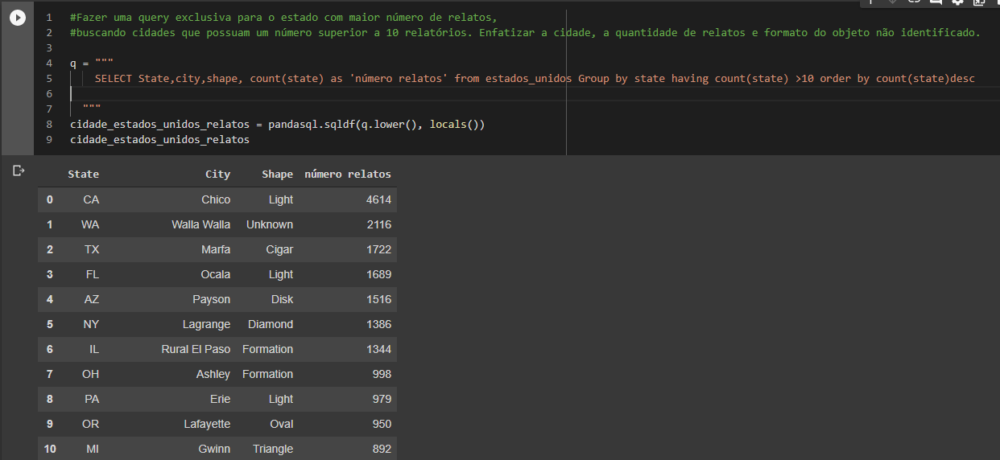 1 #Fazer uma query exclusiva para o estado com maior número de relatos,
2 #buscando cidades que possuam um número superior a 10 relatórios. Enfatizar a cidade, a quantidade de relatos e formato do objeto não identificado.
3
4 q = """
5 SELECT State,city,shape, count(state) as 'número relatos' from estados_unidos Group by state having count(state) >10 order by count(state)desc
6
7 """
8 cidade_estados_unidos_relatos = pandasql.sqldf(q.lower(), locals())
9 cidade_estados_unidos_relatos
State City Shape número relatos
0 CA Chico Light 4614
1 WA Walla Walla Unknown 2116
2 TX Marfa Cigar 1722
3 FL Ocala Light 1689
4 AZ Payson Disk 1516
5 NY Lagrange Diamond 1386
6 IL Rural El Paso Formation 1344
7 OH Ashley Formation 998
8 PA Erie Light 979
9 OR Lafayette Oval 950
10 MI Gwinn Triangle 892